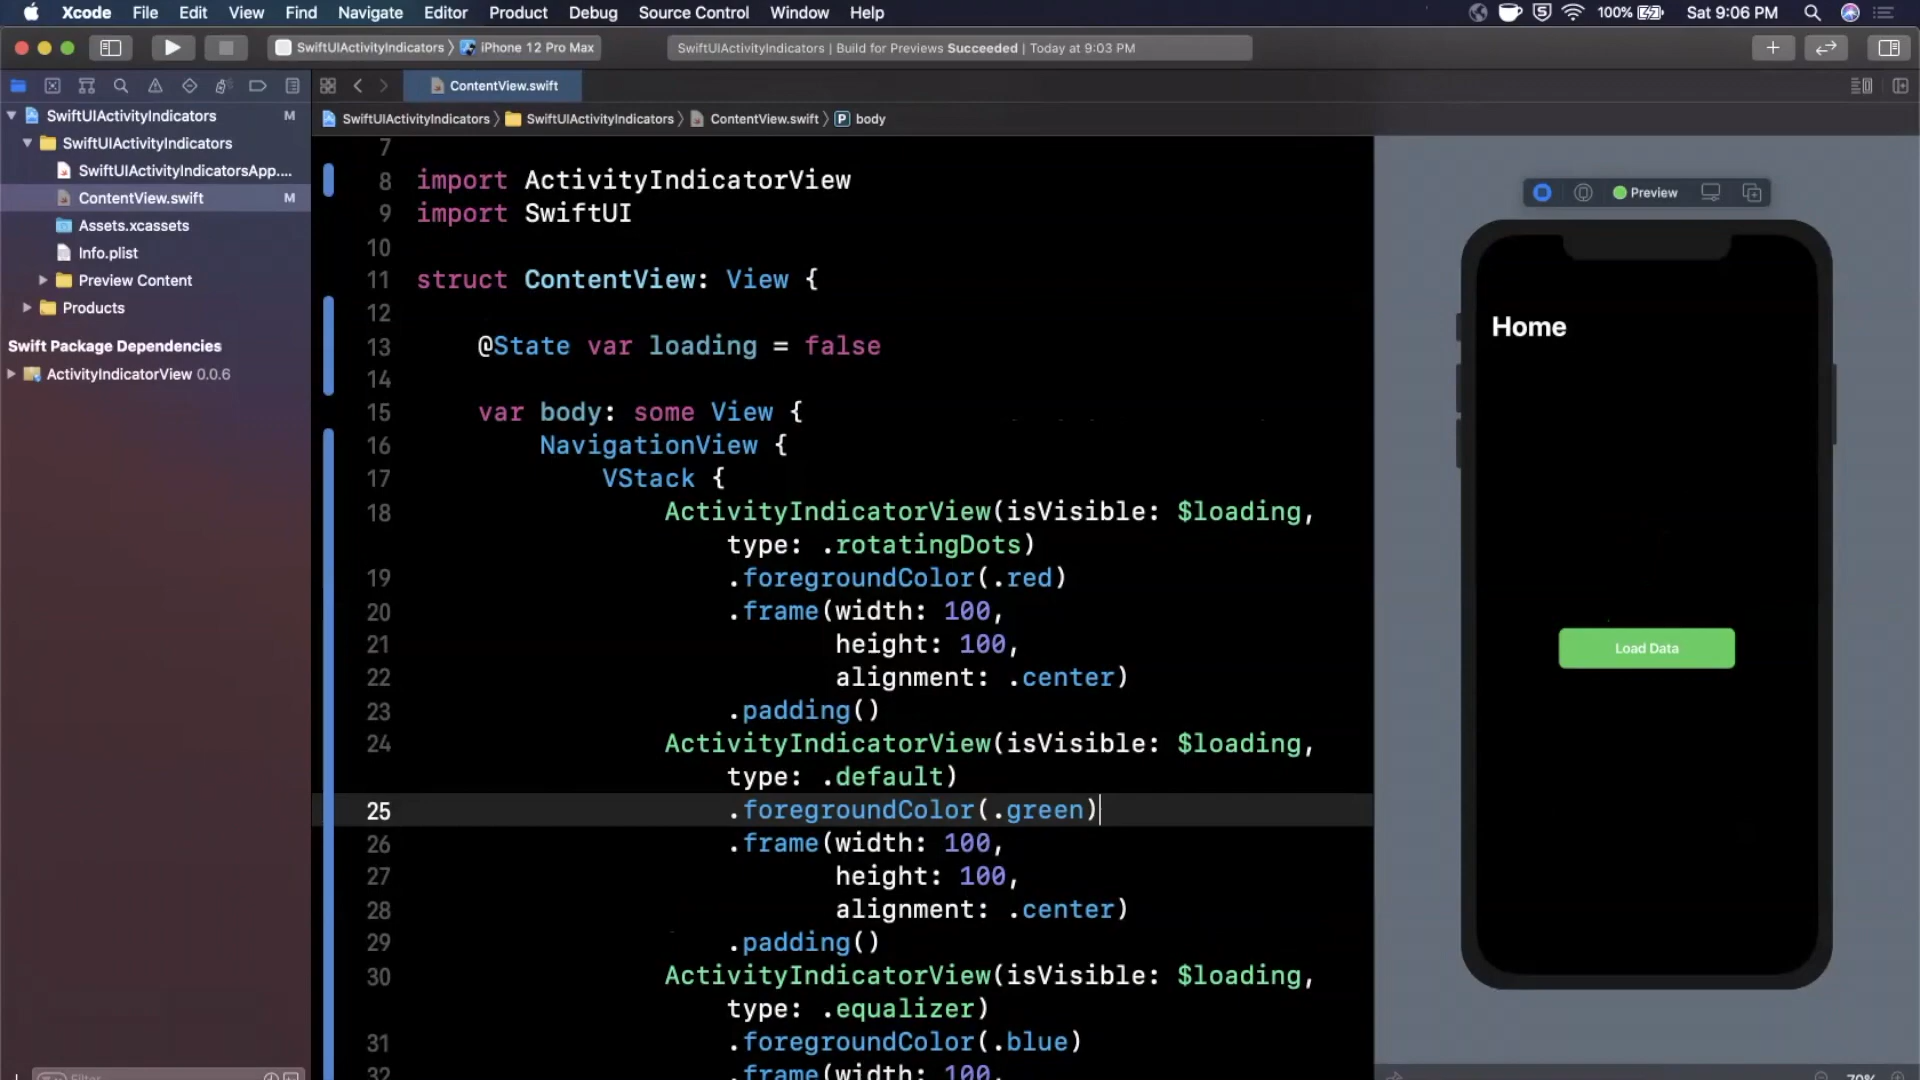 Xcode File Edit View Find Navigate Editor Product Debug Source Control Window Help 100% Sat 9:06 PM
SwiftUIActivityIndicators iPhone 12 Pro Max SwiftUIActivityIndicators | Build for Previews Succeeded | Today at 9:03 PM
ContentView.swift
SwiftUIActivityIndicators M
SwiftUIActivityIndicators
SwiftUIActivityIndicatorsApp....
ContentView.swift M
Assets.xcassets
Info.plist
Preview Content
Products
Swift Package Dependencies
ActivityIndicatorView 0.0.6
Filter
SwiftUIActivityIndicators SwiftUIActivityIndicators ContentView.swift P body
7
8 import ActivityIndicatorView
9 import SwiftUI
10
11 struct ContentView: View {
12
13 @State var loading = false
14
15 var body: some View {
16 NavigationView {
17 VStack {
18 ActivityIndicatorView(isVisible: $loading,
type: .rotatingDots)
19 .foregroundColor(.red)
20 .frame(width: 100,
21 height: 100,
22 alignment: .center)
23 .padding()
24 ActivityIndicatorView(isVisible: $loading,
type: .default)
25 .foregroundColor(.green)
26 .frame(width: 100,
27 height: 100,
28 alignment: .center)
29 .padding()
30 ActivityIndicatorView(isVisible: $loading,
type: .equalizer)
31 .foregroundColor(.blue)
32 .frame(width: 100,
Preview
Home
Load Data
70%